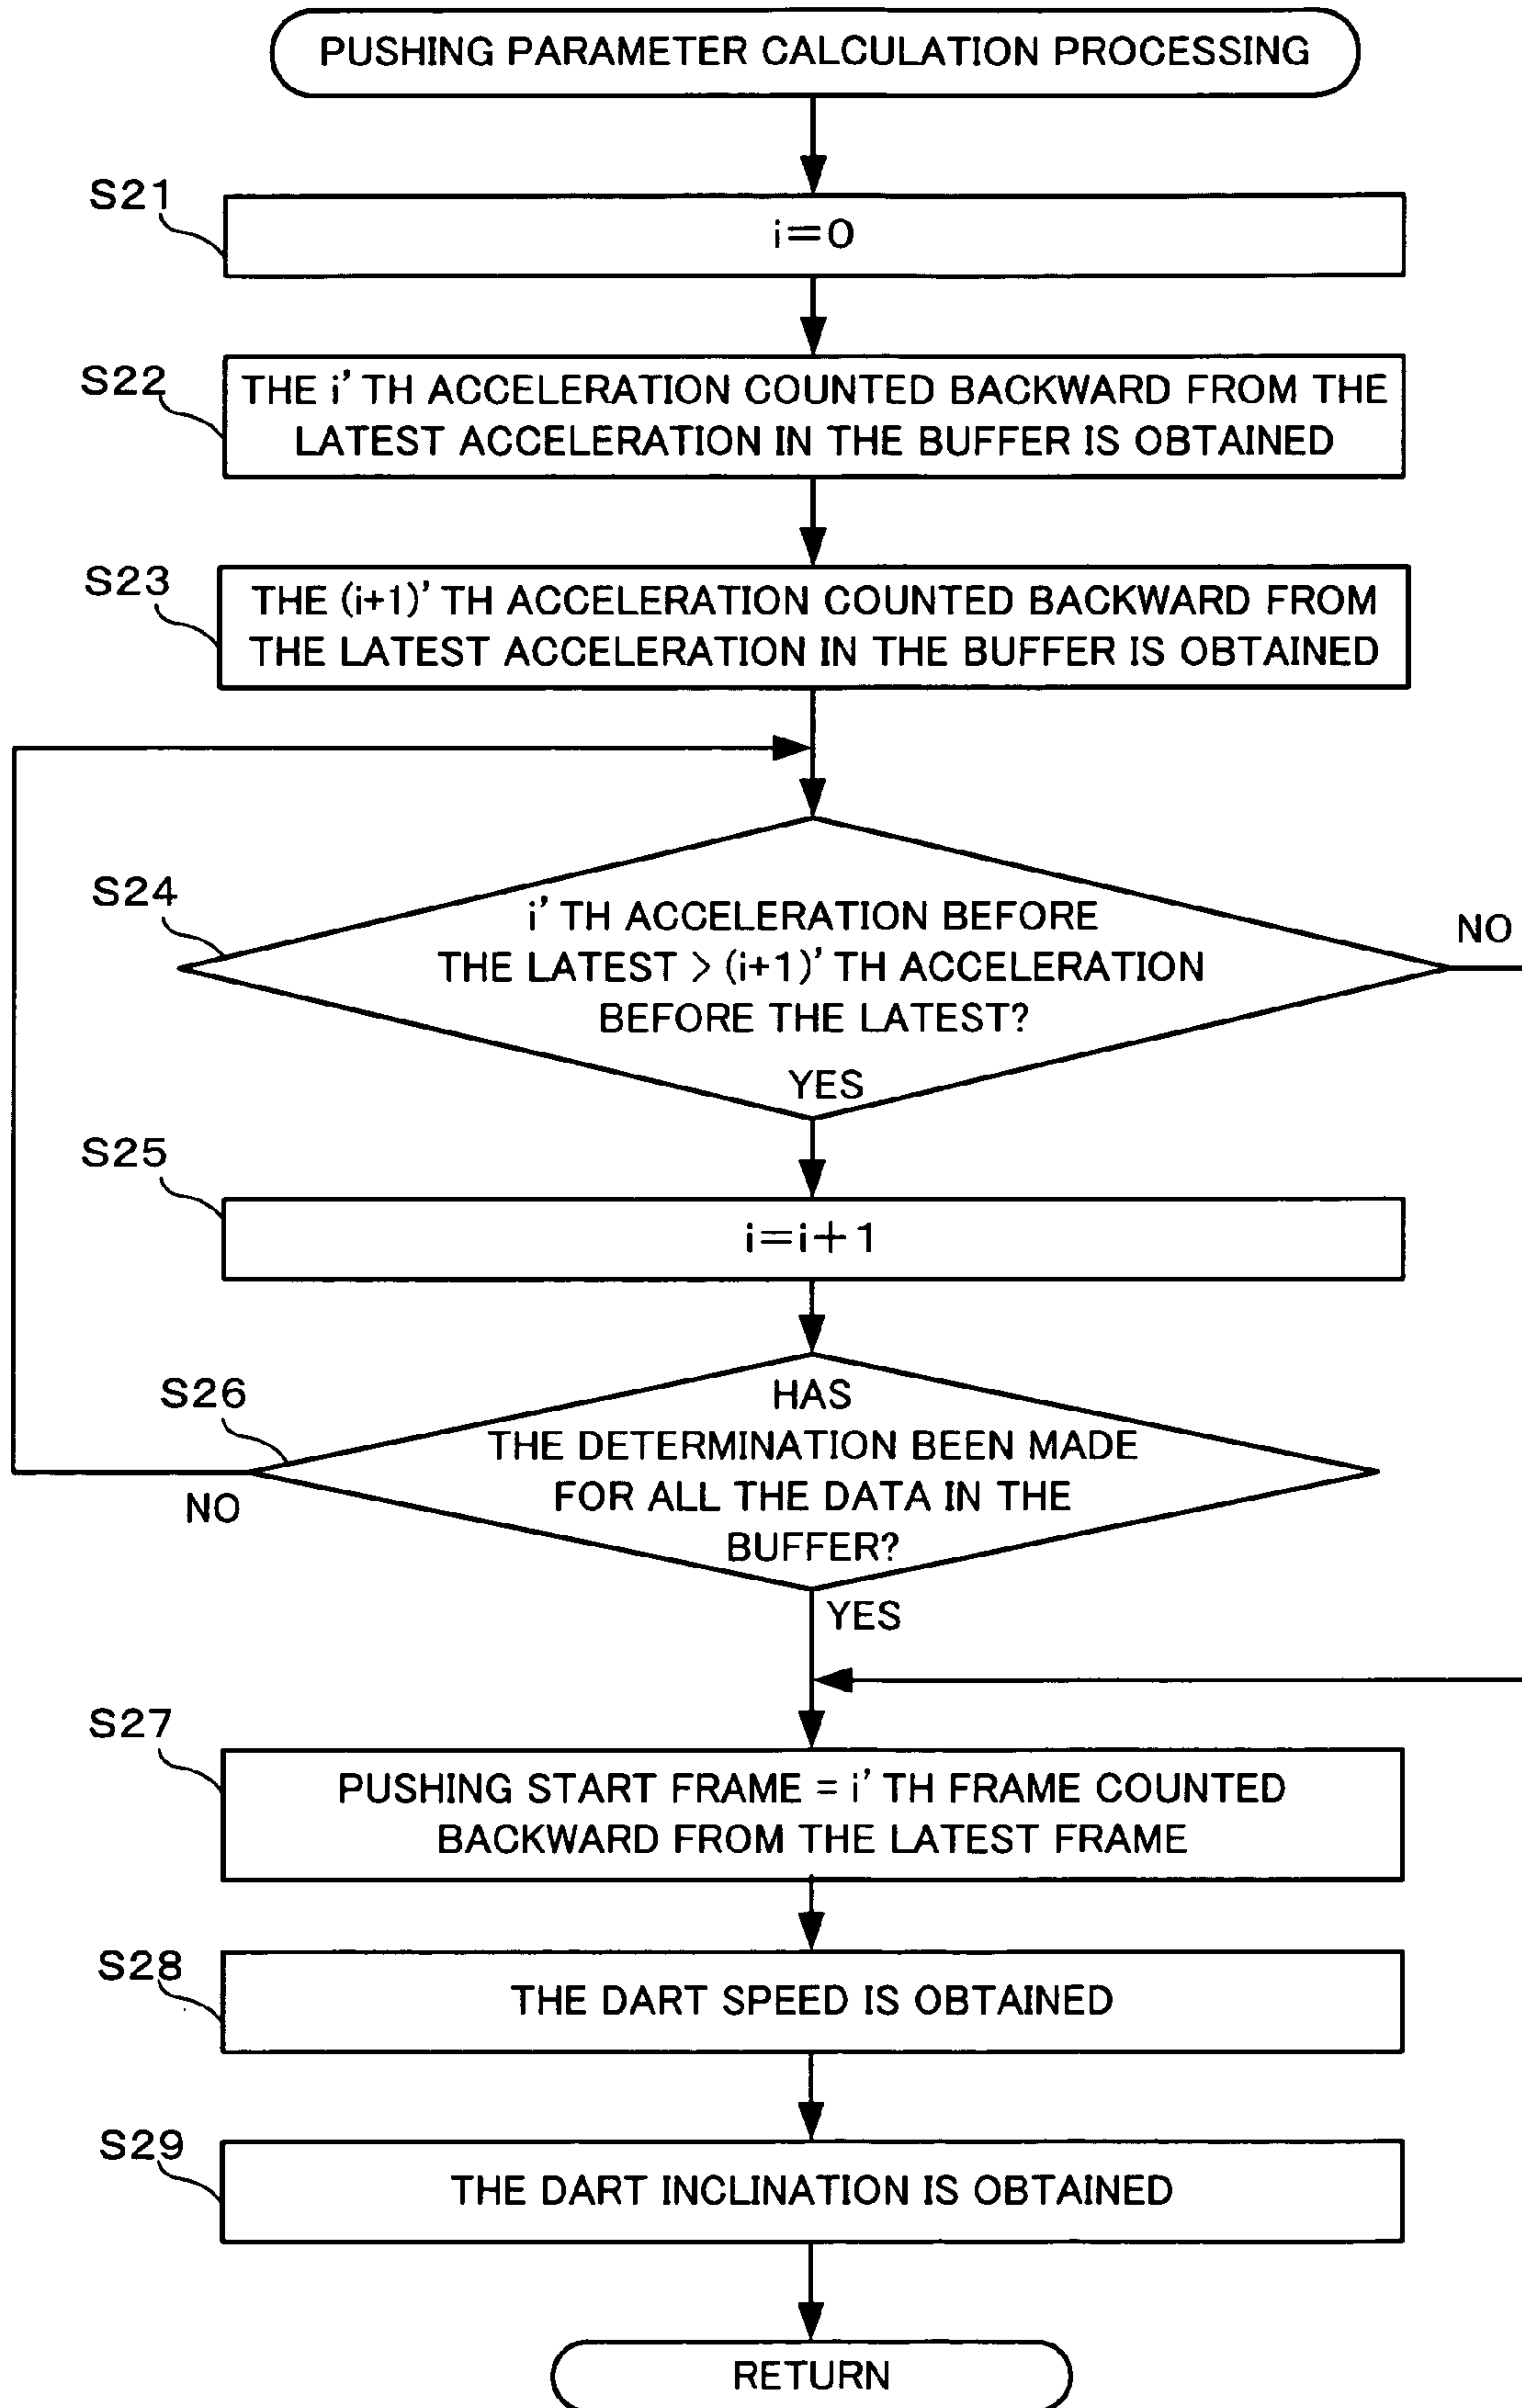 PUSHING PARAMETER CALCULATION PROCESSING
S21
i=0
S22
THE i' TH ACCELERATION COUNTED BACKWARD FROM THE
LATEST ACCELERATION IN THE BUFFER IS OBTAINED
S23
THE (i+1)' TH ACCELERATION COUNTED BACKWARD FROM
THE LATEST ACCELERATION IN THE BUFFER IS OBTAINED
S24
i' TH ACCELERATION BEFORE
THE LATEST > (i+1)' TH ACCELERATION
BEFORE THE LATEST?
NO
YES
S25
i=i+1
S26
HAS
THE DETERMINATION BEEN MADE
FOR ALL THE DATA IN THE
BUFFER?
NO
YES
S27
PUSHING START FRAME = i' TH FRAME COUNTED
BACKWARD FROM THE LATEST FRAME
S28
THE DART SPEED IS OBTAINED
S29
THE DART INCLINATION IS OBTAINED
RETURN